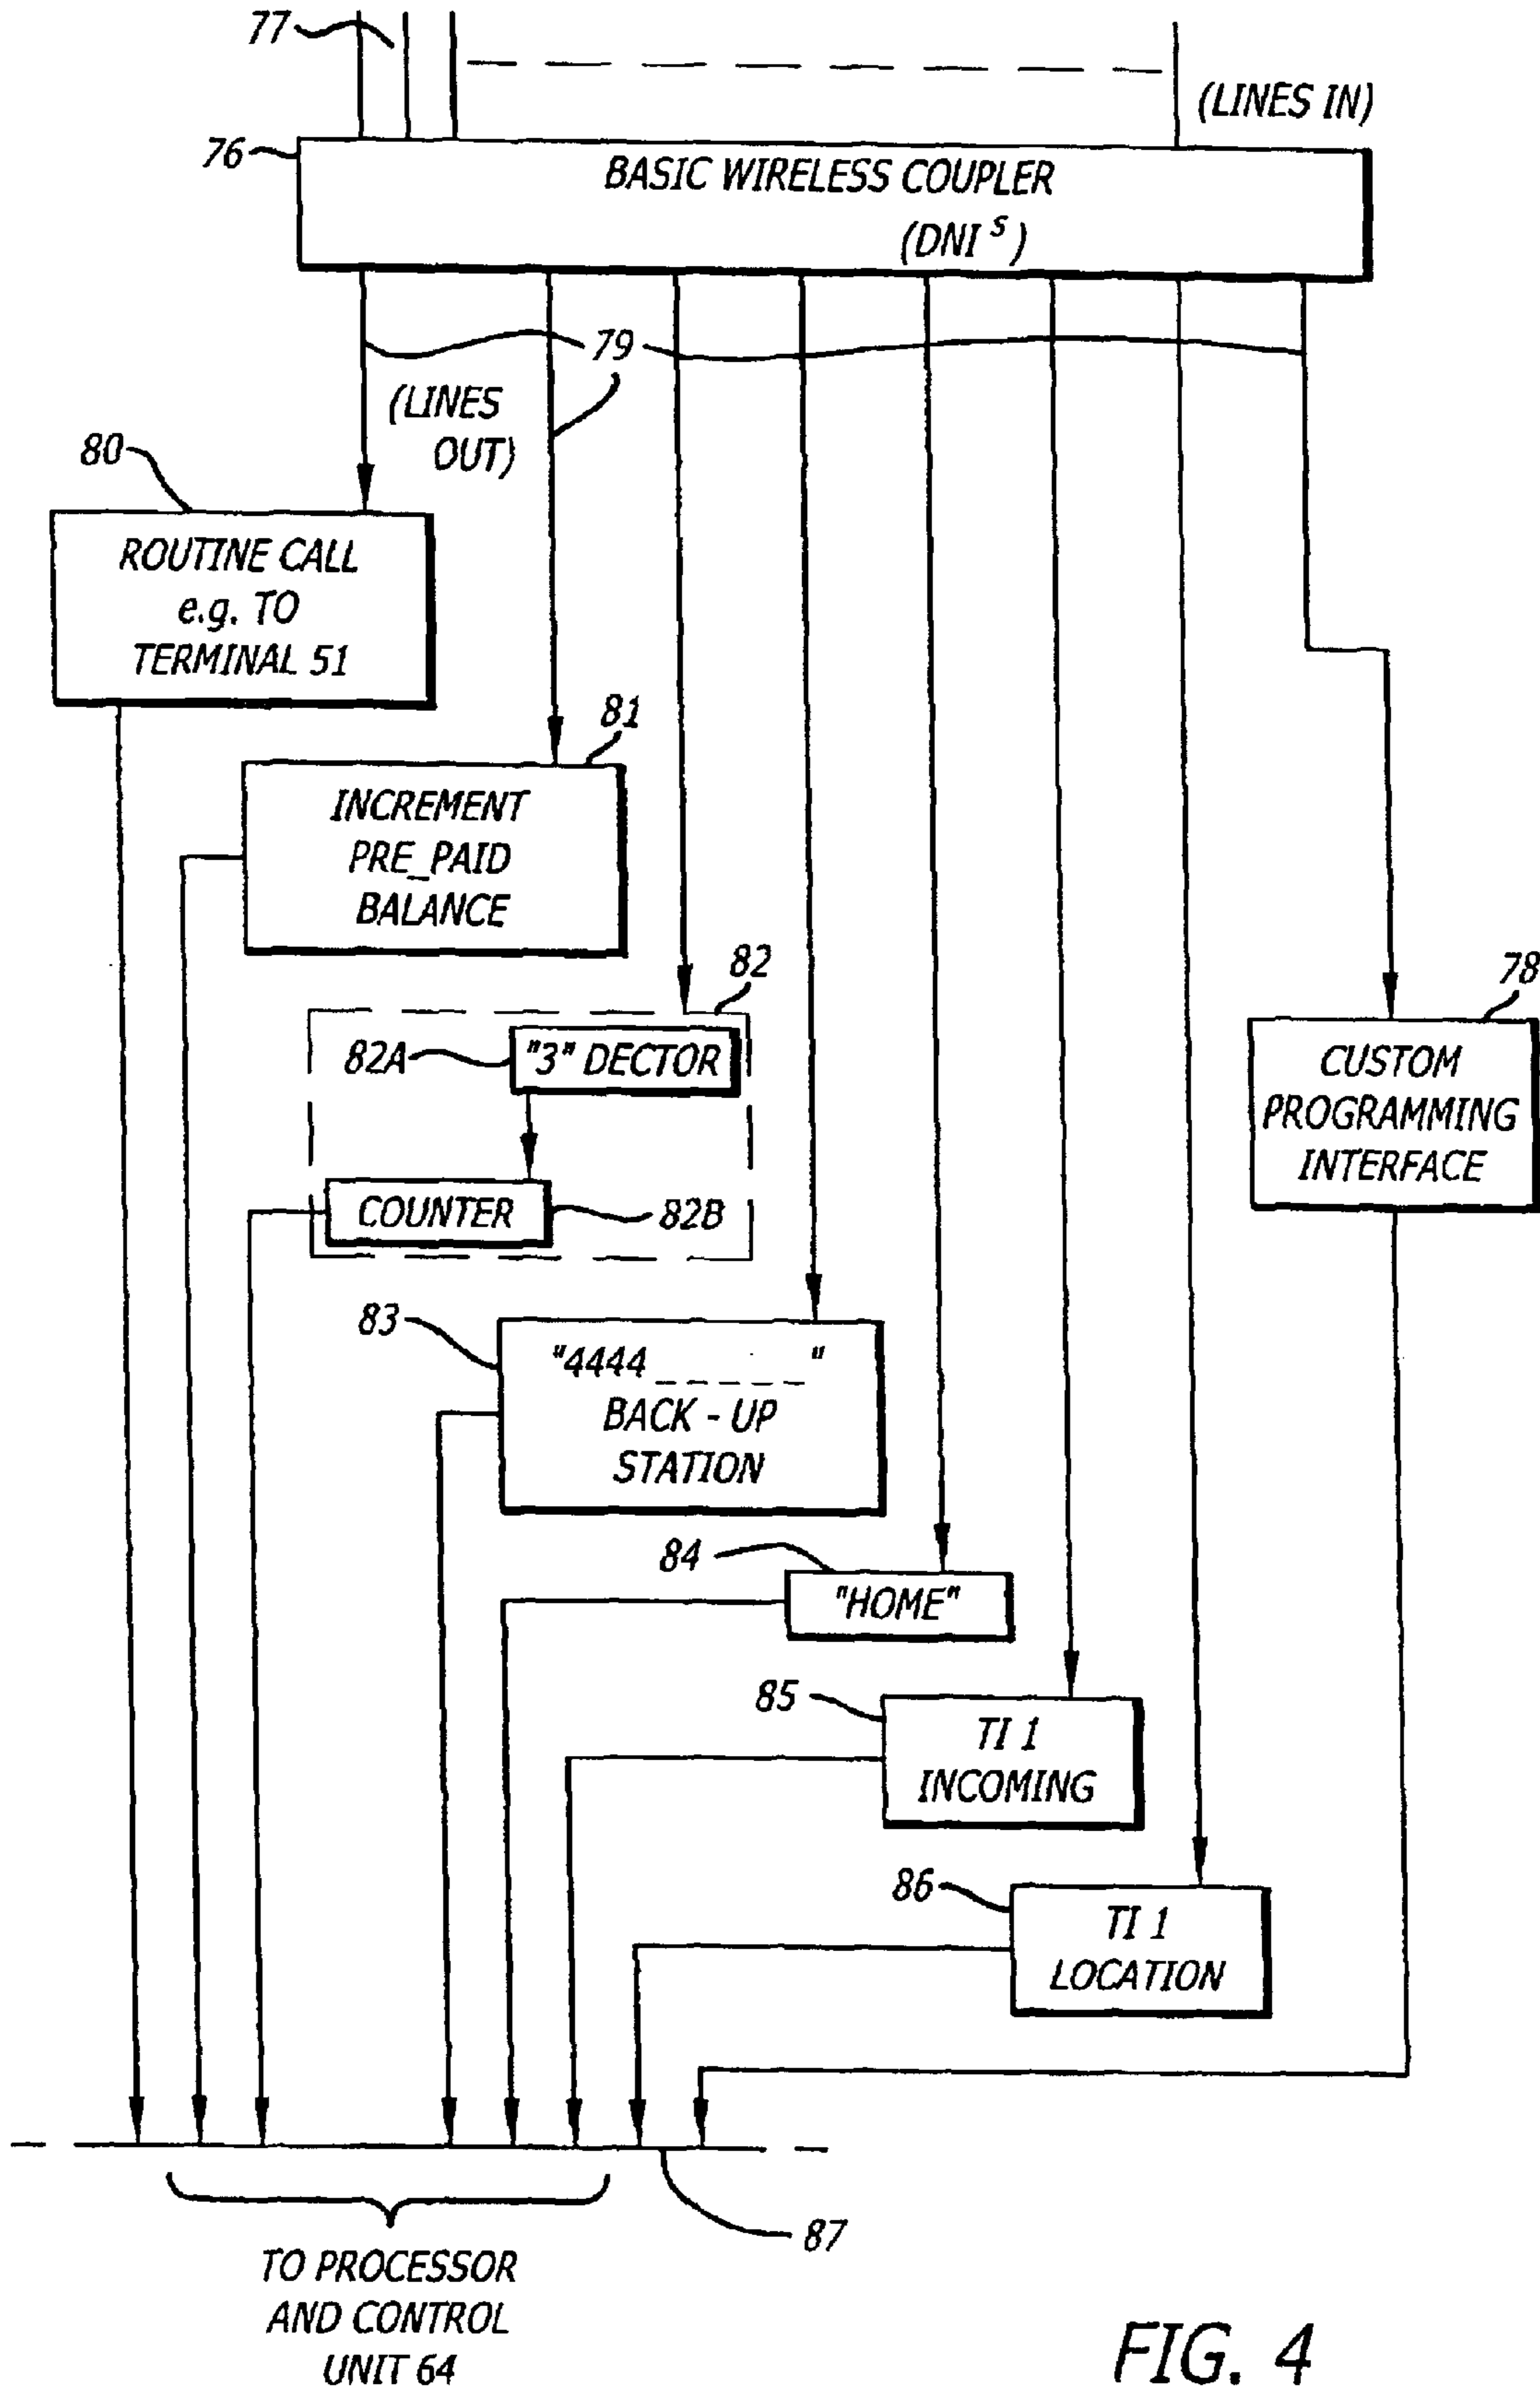 77
(LINES IN)
76
BASIC WIRELESS COUPLER
(DNI S)
79
(LINES
OUT)
80
ROUTINE CALL
e.g. TO
TERMINAL 51
81
INCREMENT
PRE_PAID
BALANCE
82
78
82A
"3" DECTOR
CUSTOM
PROGRAMMING
INTERFACE
COUNTER
82B
83
"4444 _ _ _ _ _ _ "
BACK - UP
STATION
84
"HOME"
85
TI 1
INCOMING
86
TI 1
LOCATION
87
TO PROCESSOR
AND CONTROL
UNIT 64
FIG. 4